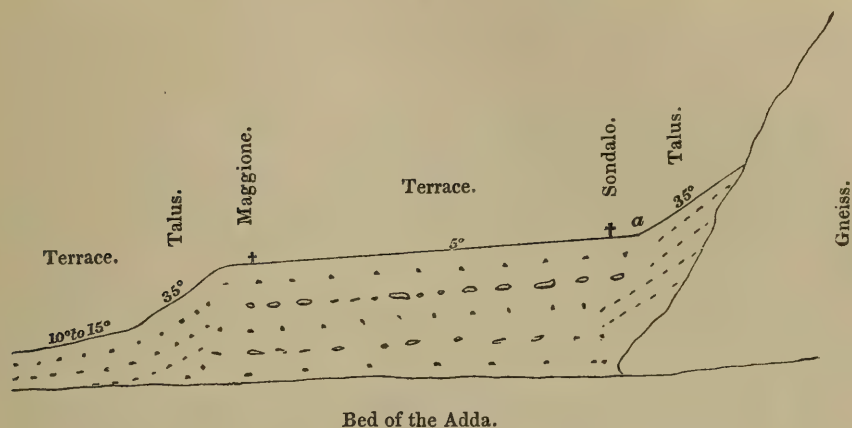 Terrace.
Talus.
Maggione.
Terrace.
Sondalo.
Talus.
Gneiss.
10° to 15°
35°
5°
a
35°
Bed of the Adda.